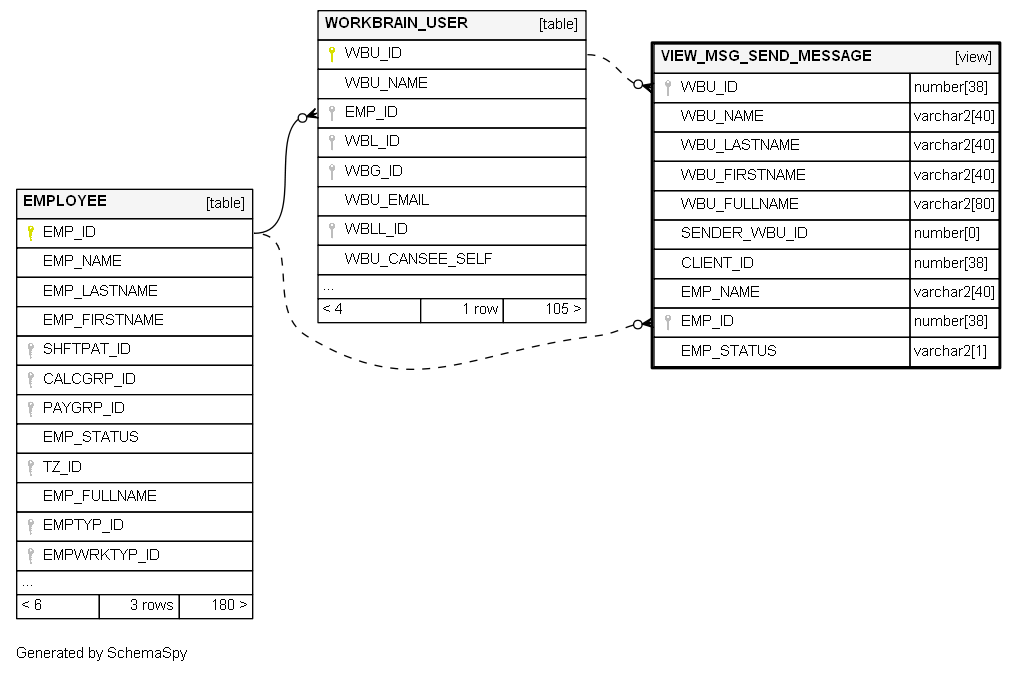 WORKBRAIN_USER [table]
WBU_ID
WBU_NAME
EMP_ID
WBL_ID
WBG_ID
WBU_EMAIL
WBLL_ID
WBU_CANSEE_SELF
...
< 4 1 row 105 >
VIEW_MSG_SEND_MESSAGE [view]
WBU_ID number[38]
WBU_NAME varchar2[40]
WBU_LASTNAME varchar2[40]
WBU_FIRSTNAME varchar2[40]
WBU_FULLNAME varchar2[80]
SENDER_WBU_ID number[0]
CLIENT_ID number[38]
EMP_NAME varchar2[40]
EMP_ID number[38]
EMP_STATUS varchar2[1]
EMPLOYEE [table]
EMP_ID
EMP_NAME
EMP_LASTNAME
EMP_FIRSTNAME
SHFTPAT_ID
CALCGRP_ID
PAYGRP_ID
EMP_STATUS
TZ_ID
EMP_FULLNAME
EMPTYP_ID
EMPWRKTYP_ID
...
< 6 3 rows 180 >
Generated by SchemaSpy